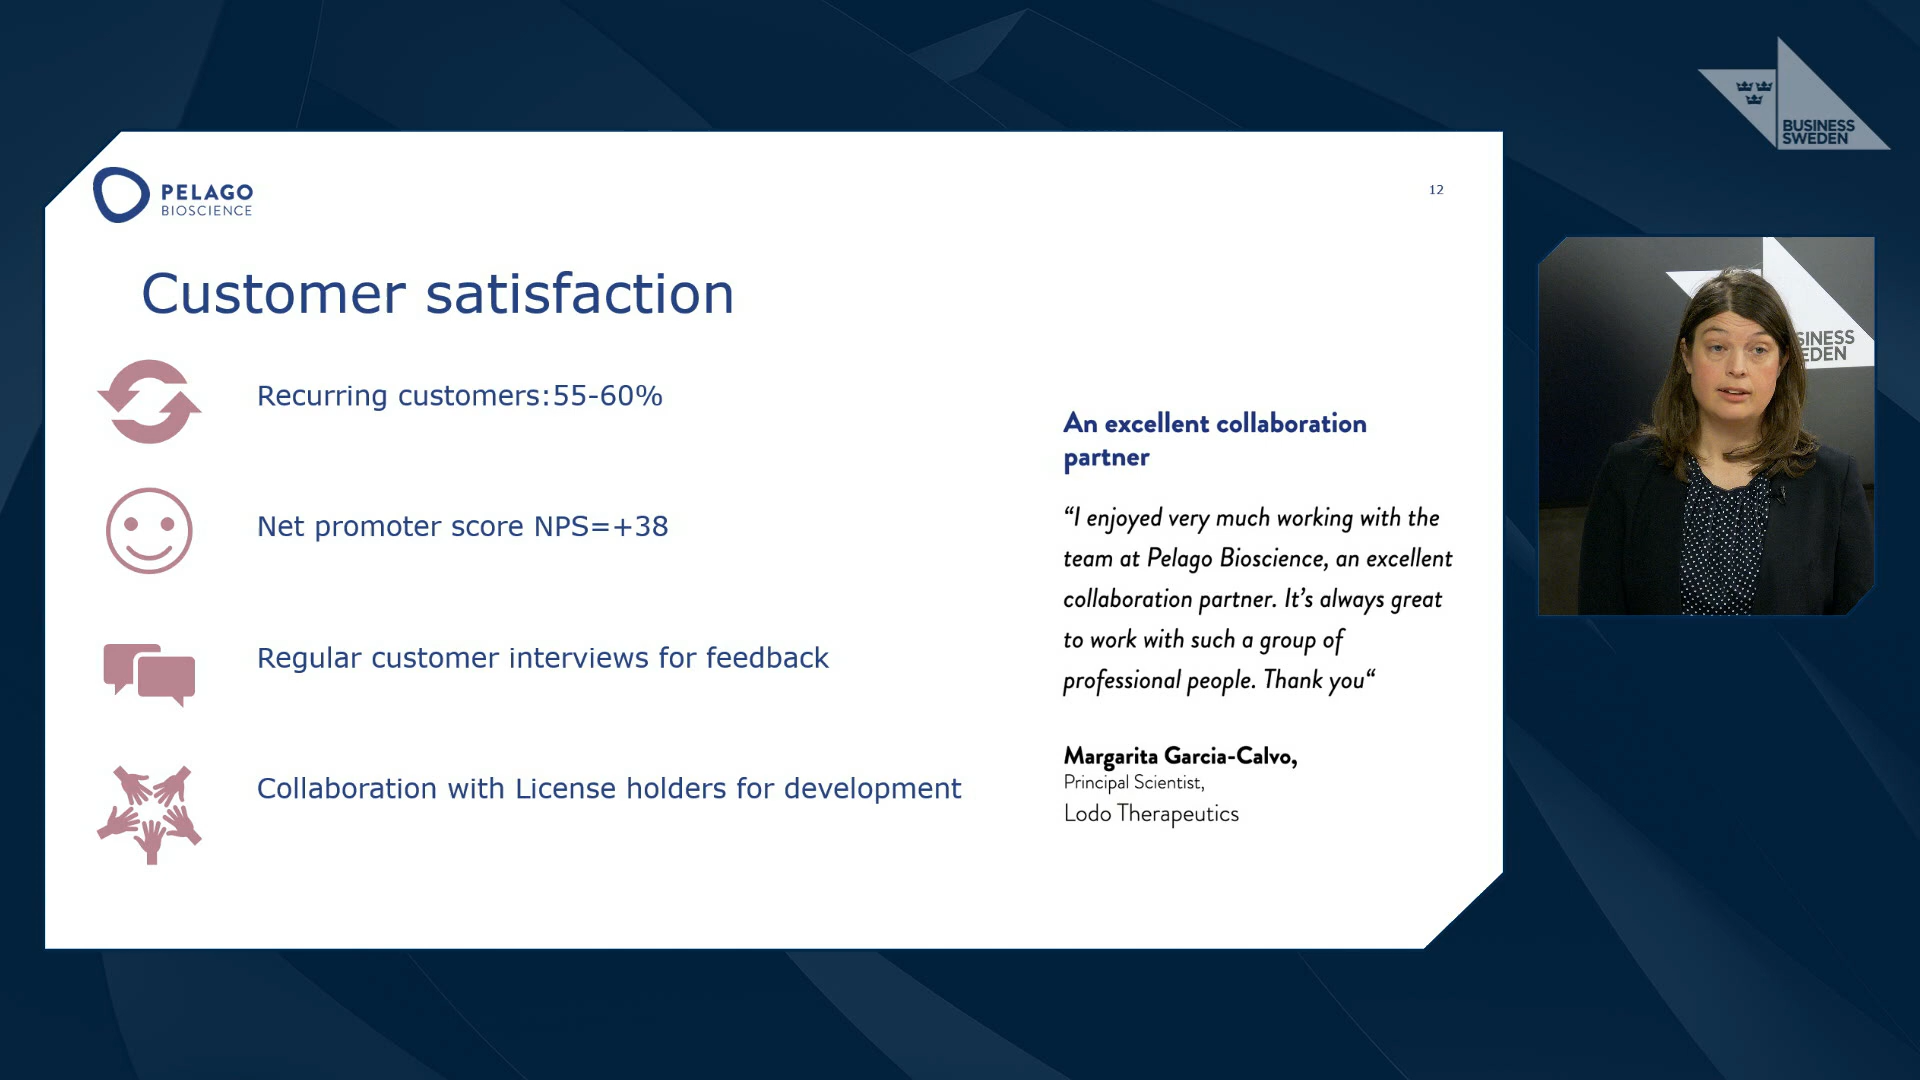 BUSINESS
SWEDEN
PELAGO
BIOSCIENCE
12
Customer satisfaction
Recurring customers:55-60%
Net promoter score NPS=+38
Regular customer interviews for feedback
Collaboration with License holders for development
An excellent collaboration
partner
“I enjoyed very much working with the
team at Pelago Bioscience, an excellent
collaboration partner. It’s always great
to work with such a group of
professional people. Thank you“
Margarita Garcia-Calvo,
Principal Scientist,
Lodo Therapeutics
SINESS
EDEN